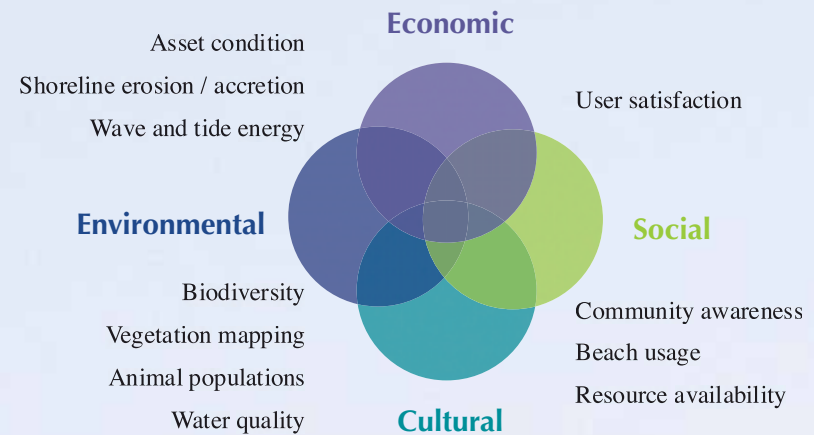 Economic
Asset condition
Shoreline erosion / accretion
Wave and tide energy
User satisfaction
Environmental
Social
Biodiversity
Vegetation mapping
Animal populations
Water quality
Community awareness
Beach usage
Resource availability
Cultural